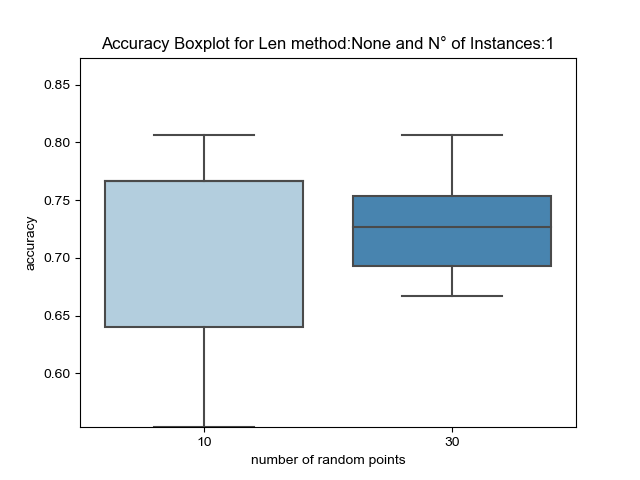 Accuracy Boxplot for Len method:None and N° of Instances:1
0.85
0.80
0.75
0.70
0.65
0.60
accuracy
10 30
number of random points